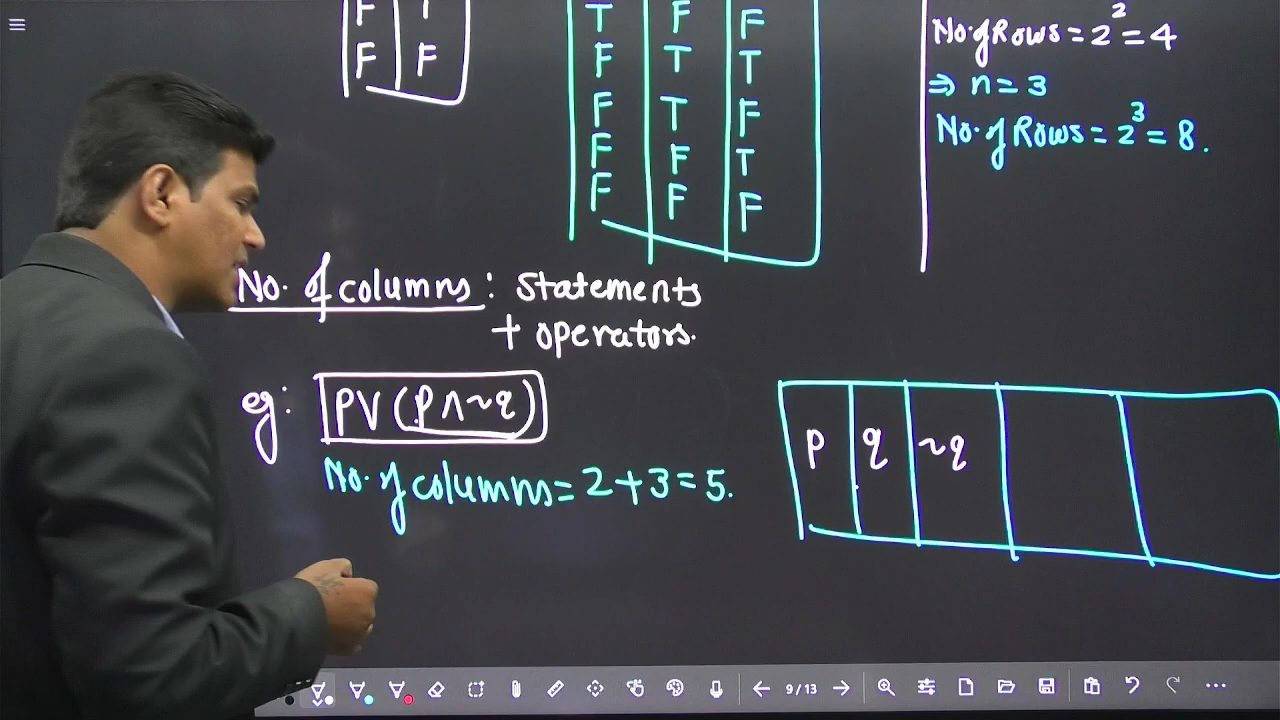 F T
F F
T F F
F T T
F T F
F F T
F F F
No. of Rows = 2² = 4
⇒ n = 3
No. of Rows = 2³ = 8.
No. of columns : statements
+ operators.
eg: p∨(p∧~q)
No. of columns = 2+3 = 5.
p q ~q
9/13